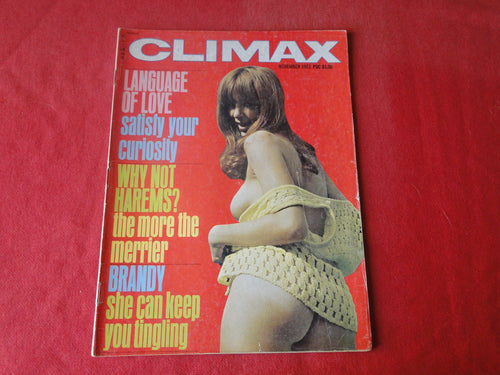 CLIMAX
LANGUAGE
OF LOVE
satisfy your
curiosity
WHY NOT
HAREMS?
the more the
merrier
BRANDY
she can keep
you tingling